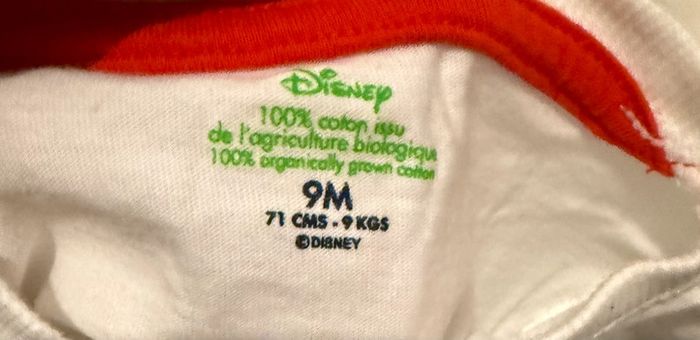 Disney
100% coton issu
de l'agriculture biologique
100% organically grown cotton
9M
71 CMS - 9 KGS
©DISNEY